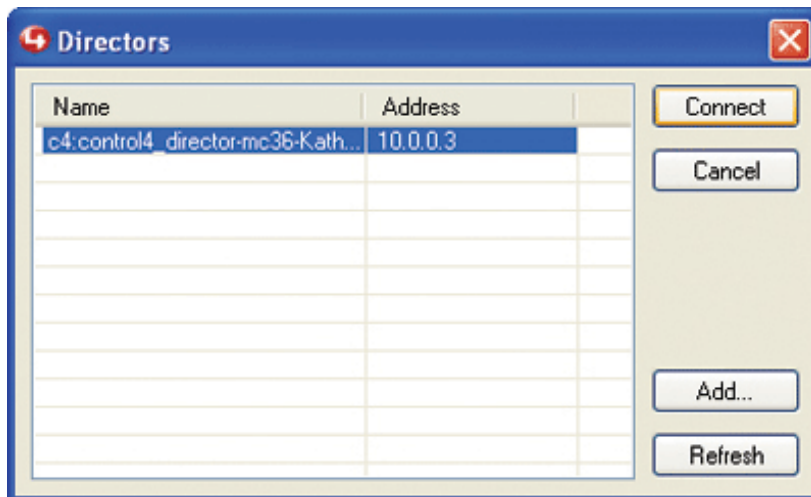 Directors
Name Address
c4:control4_director-mc36-Kath... 10.0.0.3
Connect
Cancel
Add...
Refresh